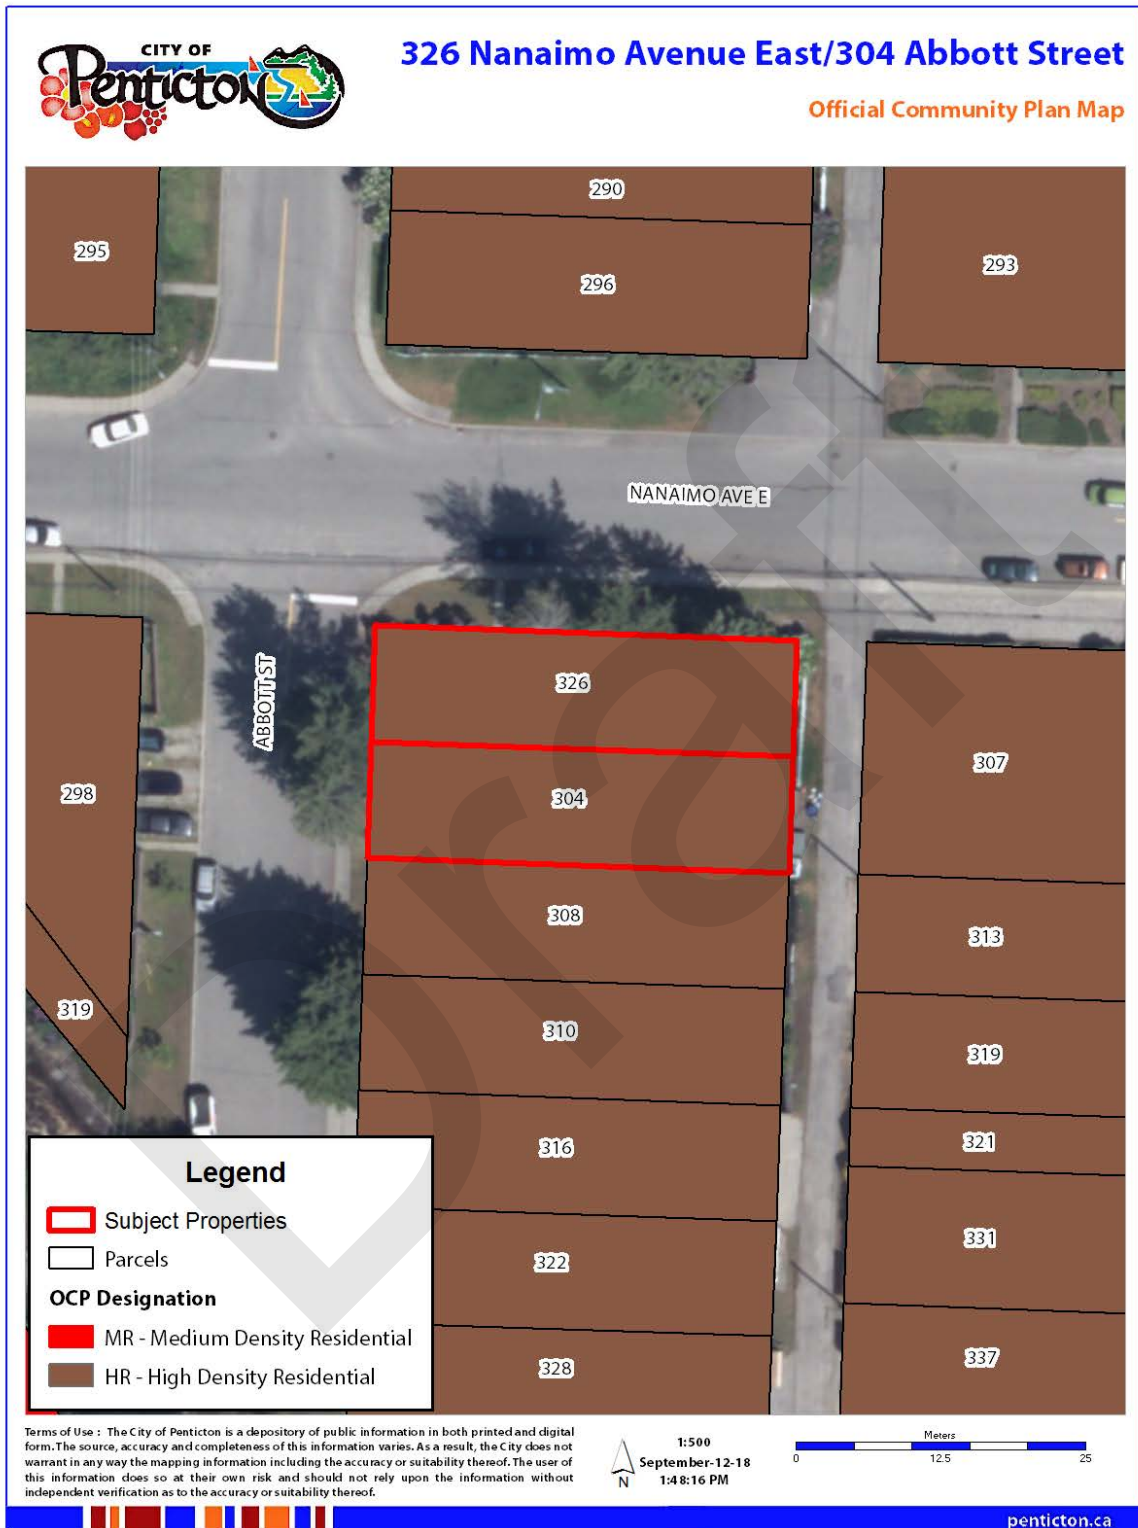 CITY OF
Penticton
326 Nanaimo Avenue East/304 Abbott Street
Official Community Plan Map
290
295
296
293
NANAIMO AVE E
ABBOTT ST
326
304
307
298
308
313
319
310
319
316
321
322
331
328
337
Draft
Legend
Subject Properties
Parcels
OCP Designation
MR - Medium Density Residential
HR - High Density Residential
Terms of Use : The City of Penticton is a depository of public information in both printed and digital
form. The source, accuracy and completeness of this information varies. As a result, the City does not
warrant in any way the mapping information including the accuracy or suitability thereof. The user of
this information does so at their own risk and should not rely upon the information without
independent verification as to the accuracy or suitability thereof.
N
1:500
September-12-18
1:48:16 PM
Meters
0 12.5 25
penticton.ca